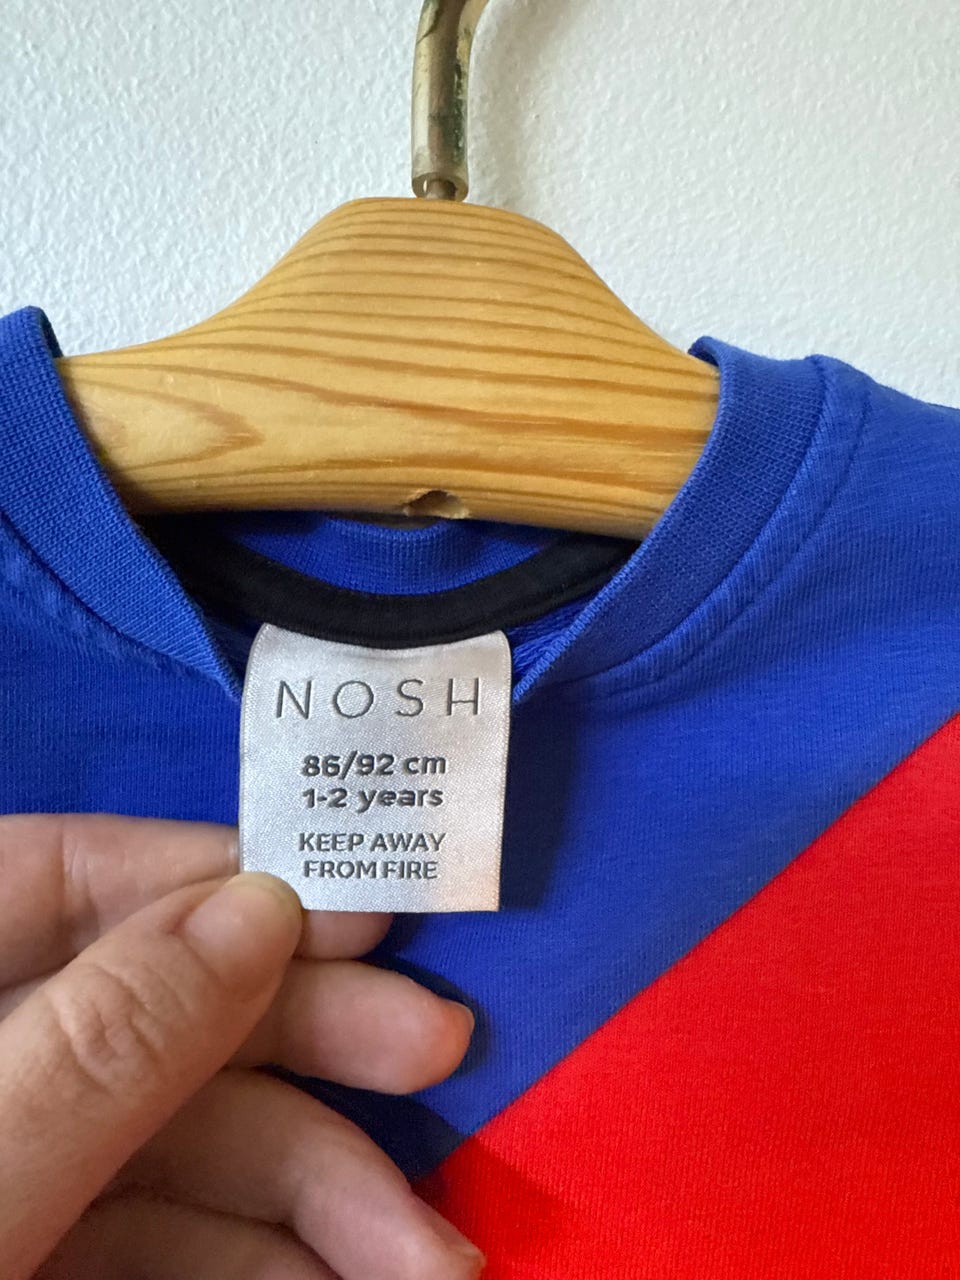 NOSH
86/92 cm
1-2 years
KEEP AWAY
FROM FIRE